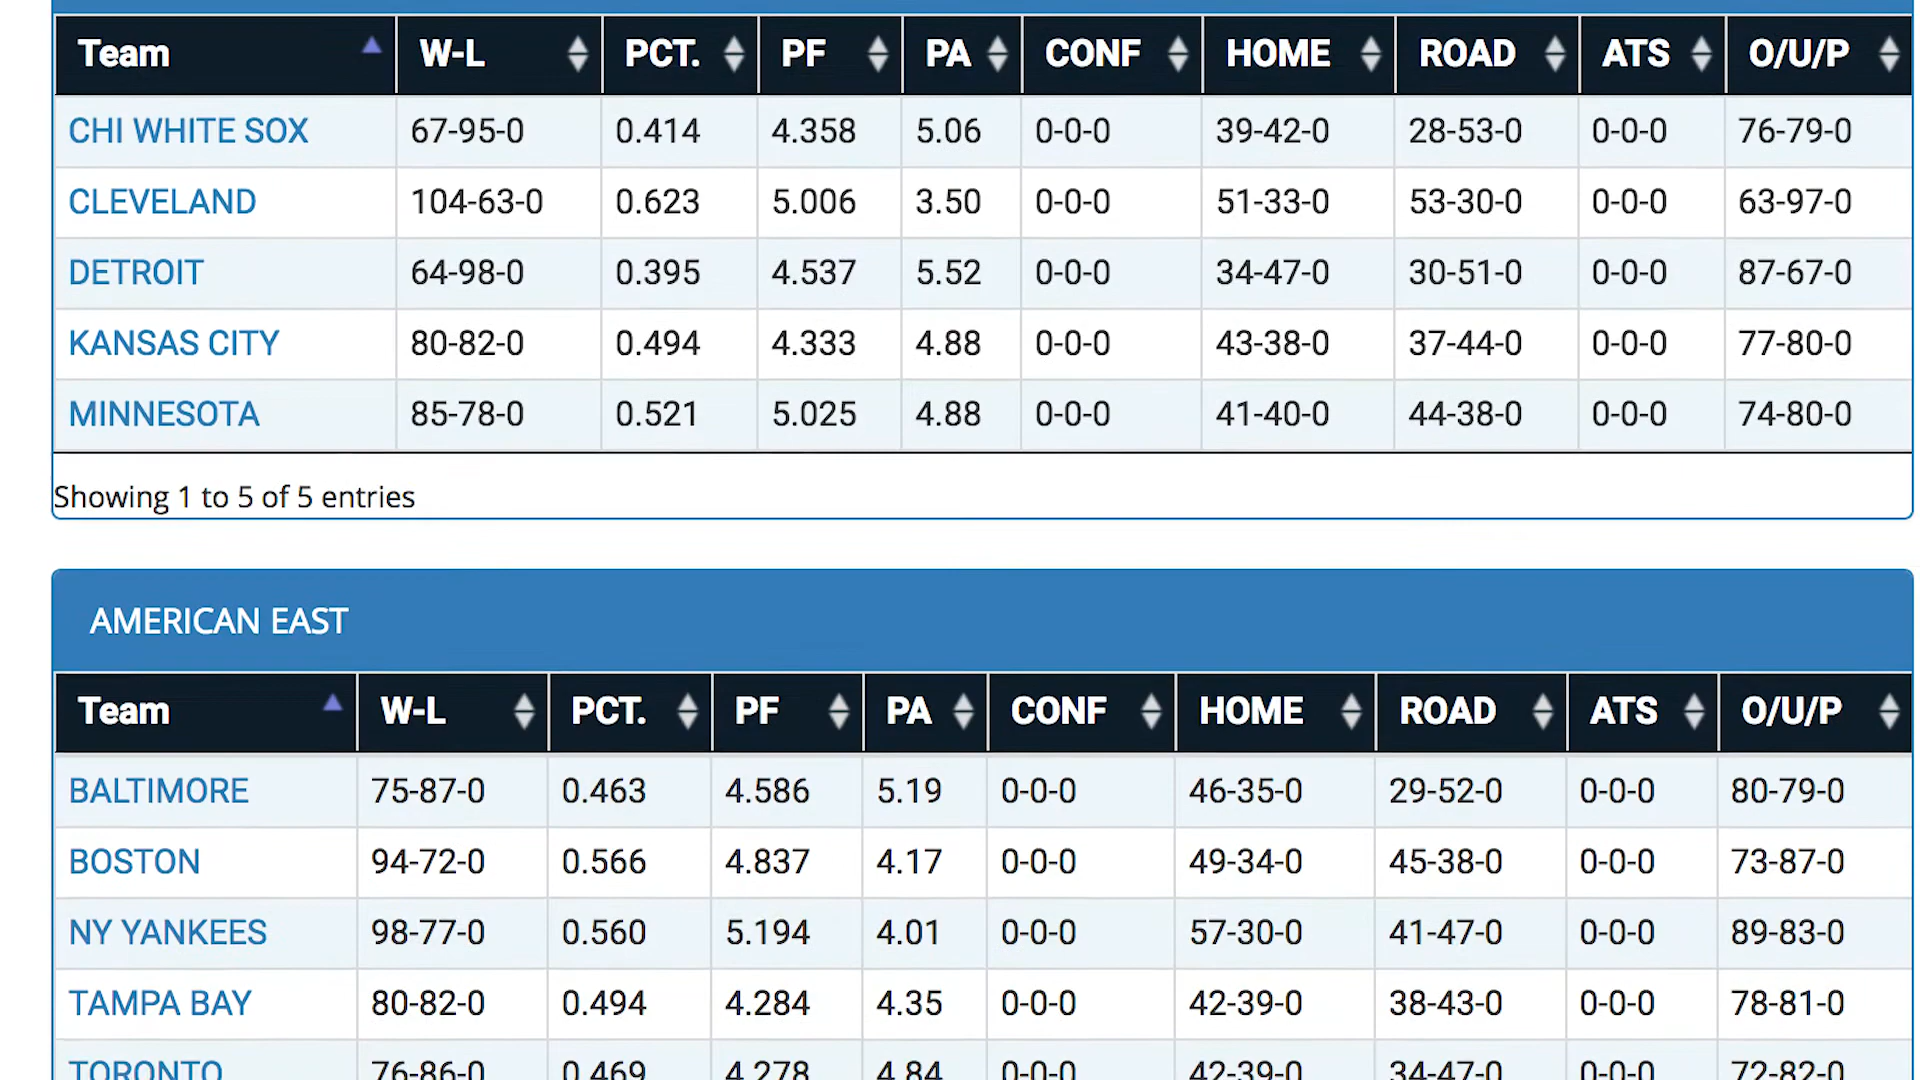 Team W-L PCT. PF PA CONF HOME ROAD ATS O/U/P
CHI WHITE SOX 67-95-0 0.414 4.358 5.06 0-0-0 39-42-0 28-53-0 0-0-0 76-79-0
CLEVELAND 104-63-0 0.623 5.006 3.50 0-0-0 51-33-0 53-30-0 0-0-0 63-97-0
DETROIT 64-98-0 0.395 4.537 5.52 0-0-0 34-47-0 30-51-0 0-0-0 87-67-0
KANSAS CITY 80-82-0 0.494 4.333 4.88 0-0-0 43-38-0 37-44-0 0-0-0 77-80-0
MINNESOTA 85-78-0 0.521 5.025 4.88 0-0-0 41-40-0 44-38-0 0-0-0 74-80-0
Showing 1 to 5 of 5 entries
AMERICAN EAST
Team W-L PCT. PF PA CONF HOME ROAD ATS O/U/P
BALTIMORE 75-87-0 0.463 4.586 5.19 0-0-0 46-35-0 29-52-0 0-0-0 80-79-0
BOSTON 94-72-0 0.566 4.837 4.17 0-0-0 49-34-0 45-38-0 0-0-0 73-87-0
NY YANKEES 98-77-0 0.560 5.194 4.01 0-0-0 57-30-0 41-47-0 0-0-0 89-83-0
TAMPA BAY 80-82-0 0.494 4.284 4.35 0-0-0 42-39-0 38-43-0 0-0-0 78-81-0
TORONTO 76-86-0 0.469 4.278 4.84 0-0-0 42-39-0 34-47-0 0-0-0 72-82-0